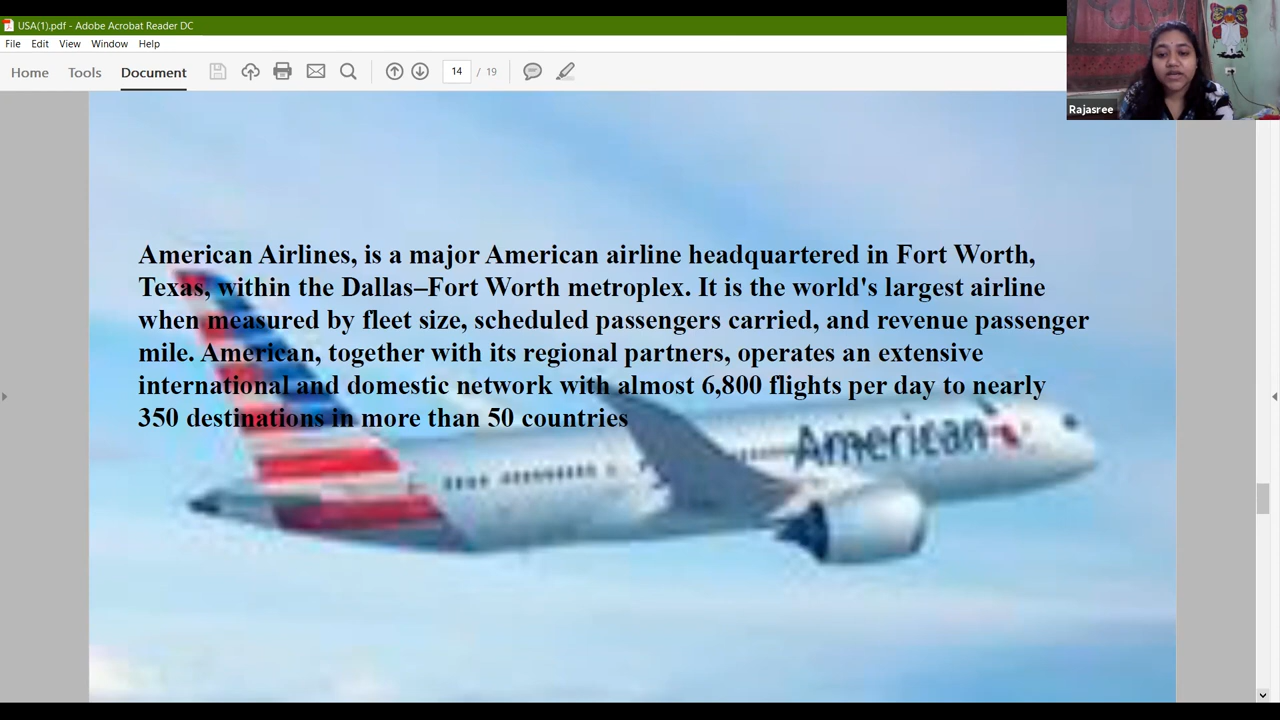 USA(1).pdf - Adobe Acrobat Reader DC
File Edit View Window Help
Home Tools Document 14 / 19
Rajasree
American Airlines, is a major American airline headquartered in Fort Worth,
Texas, within the Dallas–Fort Worth metroplex. It is the world's largest airline
when measured by fleet size, scheduled passengers carried, and revenue passenger
mile. American, together with its regional partners, operates an extensive
international and domestic network with almost 6,800 flights per day to nearly
350 destinations in more than 50 countries
American